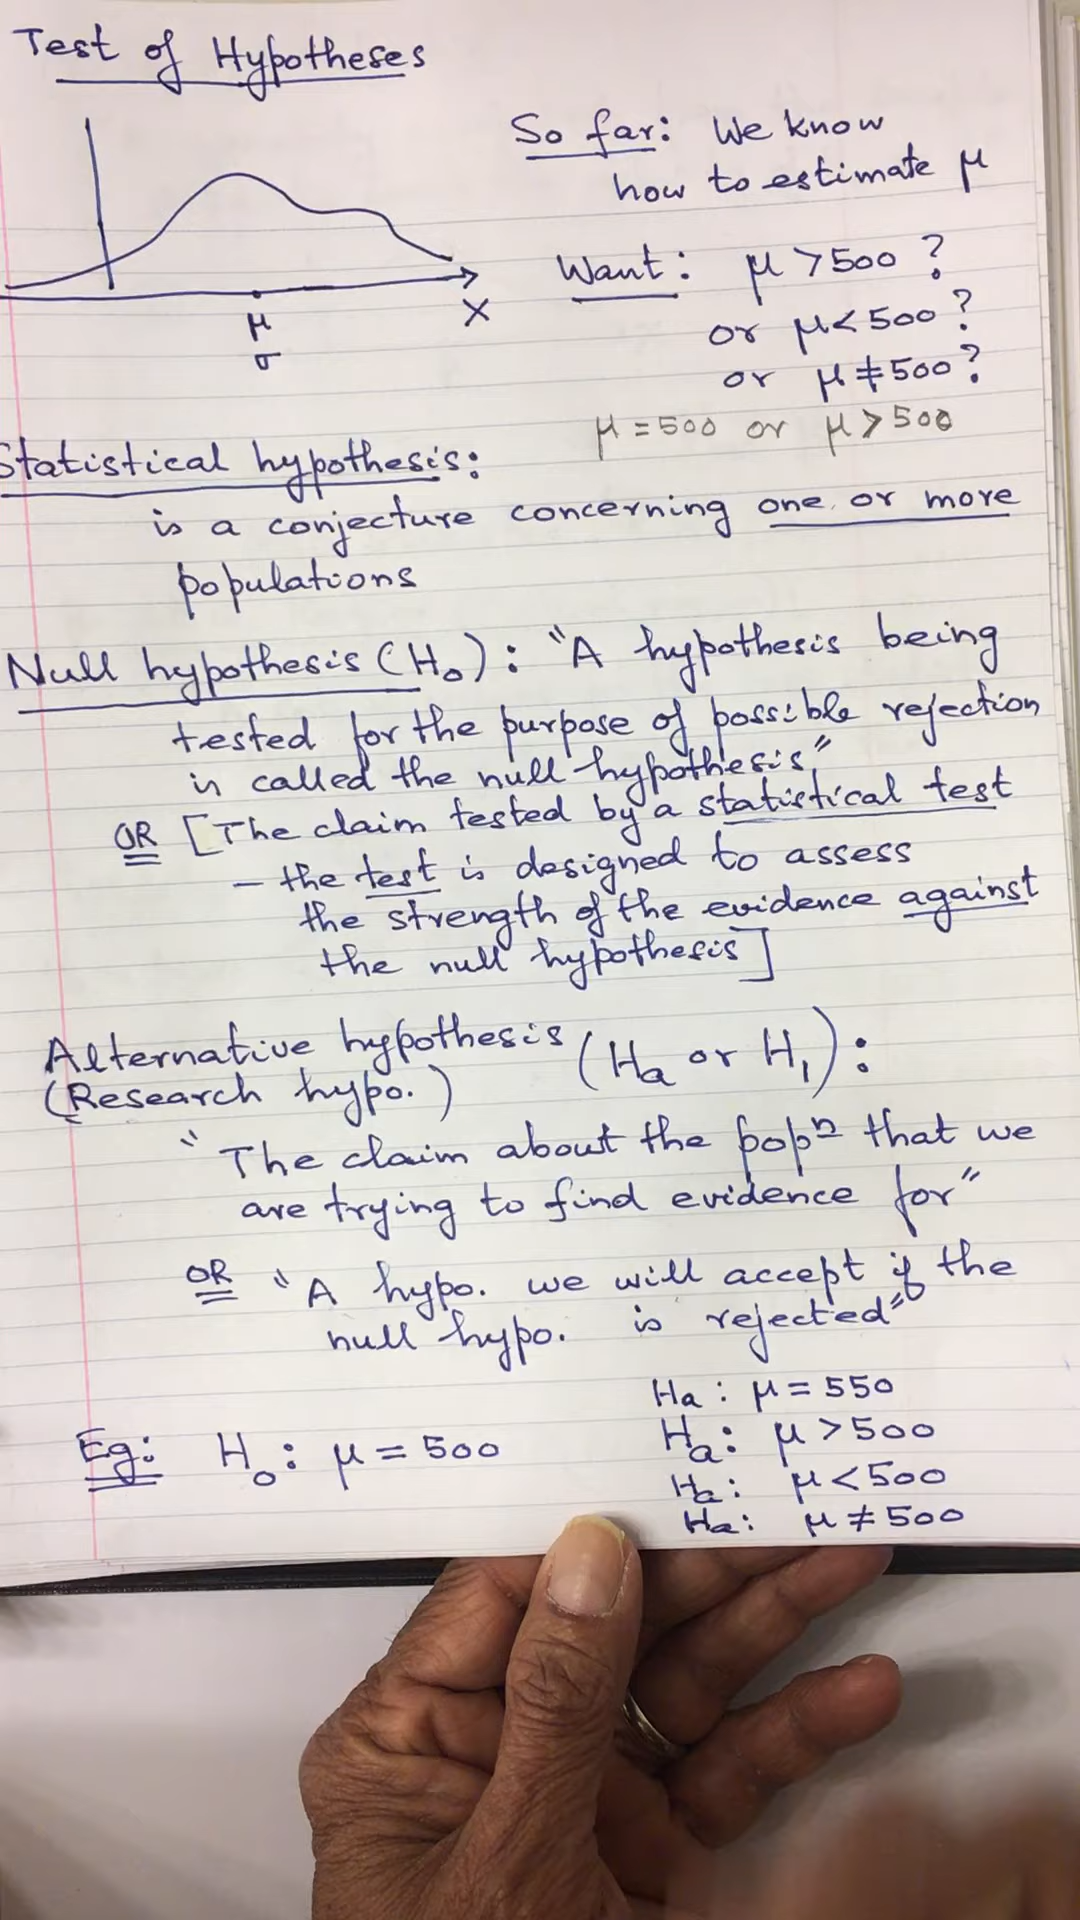 Test of Hypotheses
So far: We know
how to estimate μ
Want: μ > 500 ?
or μ < 500 ?
or μ ≠ 500 ?
μ = 500 or μ > 500
X
μ
σ
Statistical hypothesis:
is a conjecture concerning one or more
populations
Null hypothesis (H₀): "A hypothesis being
tested for the purpose of possible rejection
is called the null hypothesis"
OR [The claim tested by a statistical test
– the test is designed to assess
the strength of the evidence against
the null hypothesis]
Alternative hypothesis (Hₐ or H₁):
(Research hypo.)
"The claim about the popⁿ that we
are trying to find evidence for"
OR "A hypo. we will accept if the
null hypo. is rejected"
Eg: H₀: μ = 500
Ha: μ = 550
Hₐ: μ > 500
Ha: μ < 500
Ha: μ ≠ 500